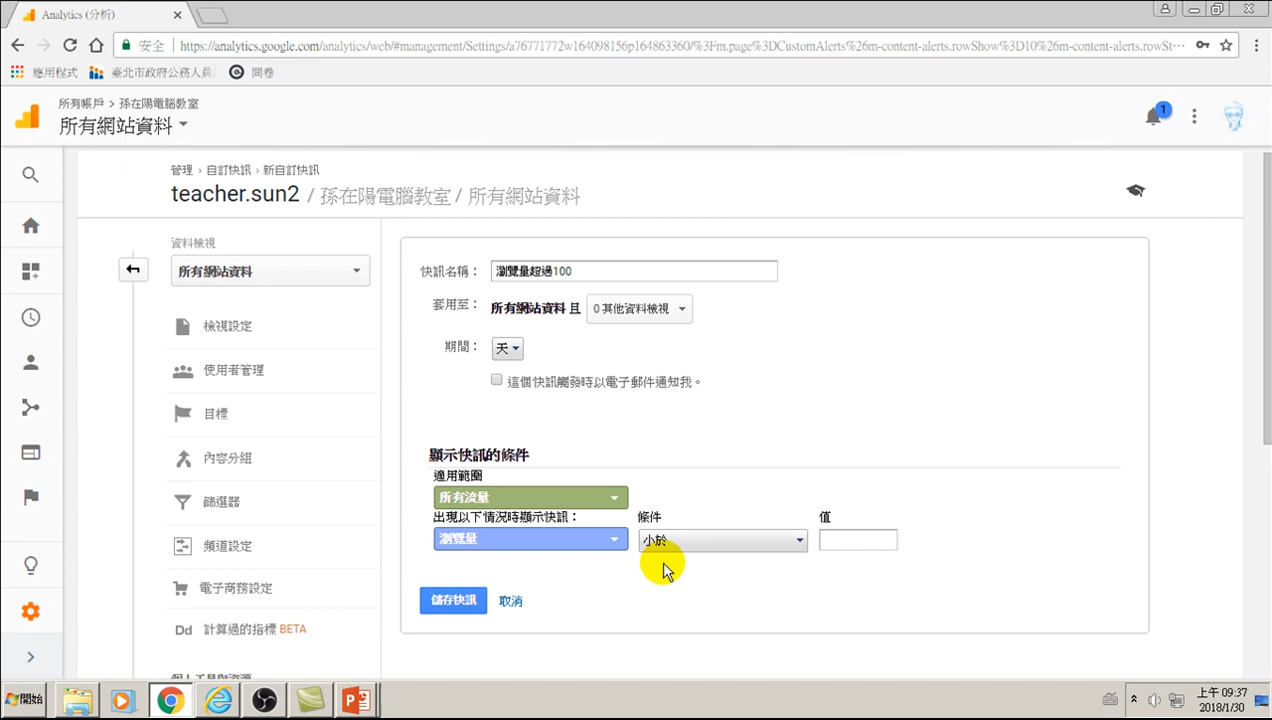 Analytics (分析)
安全 https://analytics.google.com/analytics/web/#management/Settings/a76771772w164098156p164863360/%3Fm.page%3DCustomAlerts%26m-content-alerts.rowShow%3D10%26m-content-alerts.rowSt···
應用程式 臺北市政府公務人員 問卷
所有帳戶 > 孫在陽電腦教室
所有網站資料
1
管理 › 自訂快訊 › 新自訂快訊
teacher.sun2 / 孫在陽電腦教室 / 所有網站資料
資料檢視
所有網站資料
檢視設定
使用者管理
目標
內容分組
篩選器
頻道設定
電子商務設定
Dd 計算過的指標 BETA
個人工具與資源
快訊名稱： 瀏覽量超過100
套用至： 所有網站資料 且 0 其他資料檢視
期間： 天
這個快訊觸發時以電子郵件通知我。
顯示快訊的條件
適用範圍
所有流量
出現以下情況時顯示快訊： 條件 值
瀏覽量 小於
儲存快訊 取消
開始
上午 09:37
2018/1/30